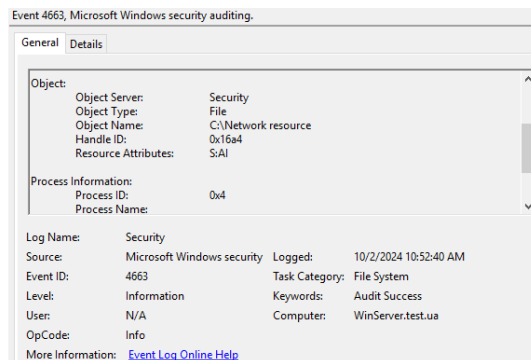 Event 4663, Microsoft Windows security auditing.
General Details
Object:
Object Server: Security
Object Type: File
Object Name: C:\Network resource
Handle ID: 0x16a4
Resource Attributes: S:AI
Process Information:
Process ID: 0x4
Process Name:
Log Name: Security
Source: Microsoft Windows security Logged: 10/2/2024 10:52:40 AM
Event ID: 4663 Task Category: File System
Level: Information Keywords: Audit Success
User: N/A Computer: WinServer.test.ua
OpCode: Info
More Information: Event Log Online Help